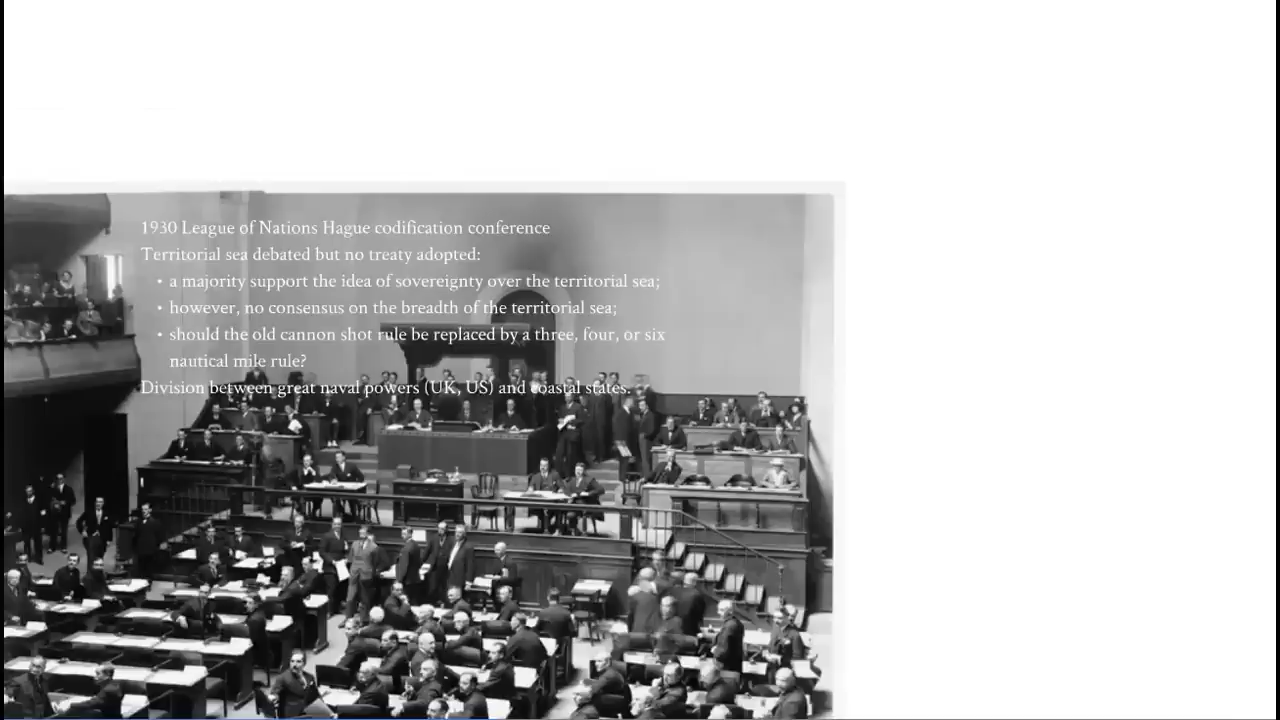 1930 League of Nations Hague codification conference
Territorial sea debated but no treaty adopted:
• a majority support the idea of sovereignty over the territorial sea;
• however, no consensus on the breadth of the territorial sea;
• should the old cannon shot rule be replaced by a three, four, or six
nautical mile rule?
Division between great naval powers (UK, US) and coastal states.